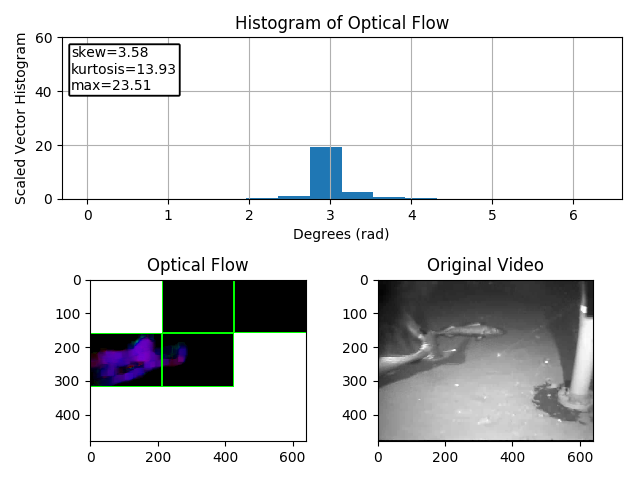 Histogram of Optical Flow
Scaled Vector Histogram
60
40
20
0
skew=3.58
kurtosis=13.93
max=23.51
0 1 2 3 4 5 6
Degrees (rad)
Optical Flow
0
100
200
300
400
0 200 400 600
Original Video
0
100
200
300
400
0 200 400 600